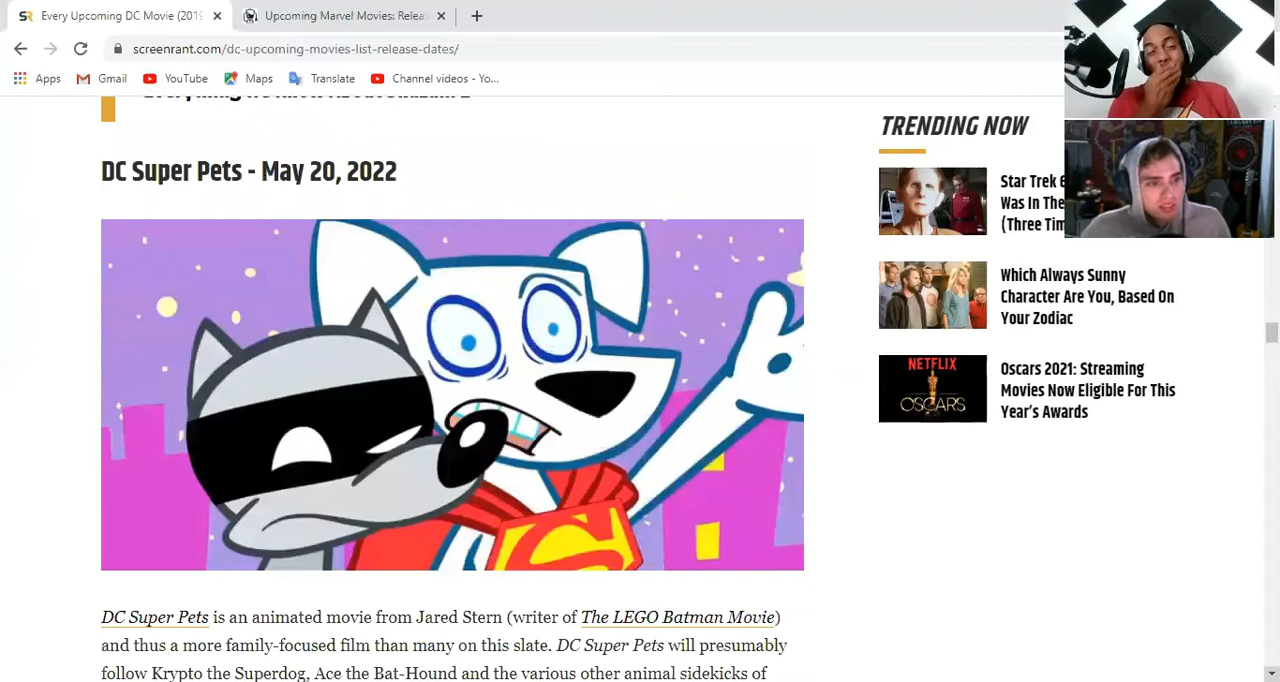 Every Upcoming DC Movie (2019
Upcoming Marvel Movies: Relea
screenrant.com/dc-upcoming-movies-list-release-dates/
Apps Gmail YouTube Maps Translate Channel videos - Yo...
DC Super Pets - May 20, 2022
DC Super Pets is an animated movie from Jared Stern (writer of The LEGO Batman Movie)
and thus a more family-focused film than many on this slate. DC Super Pets will presumably
follow Krypto the Superdog, Ace the Bat-Hound and the various other animal sidekicks of
TRENDING NOW
Star Trek
Was In The
(Three Tim
Which Always Sunny
Character Are You, Based On
Your Zodiac
NETFLIX
OSCARS
Oscars 2021: Streaming
Movies Now Eligible For This
Year's Awards